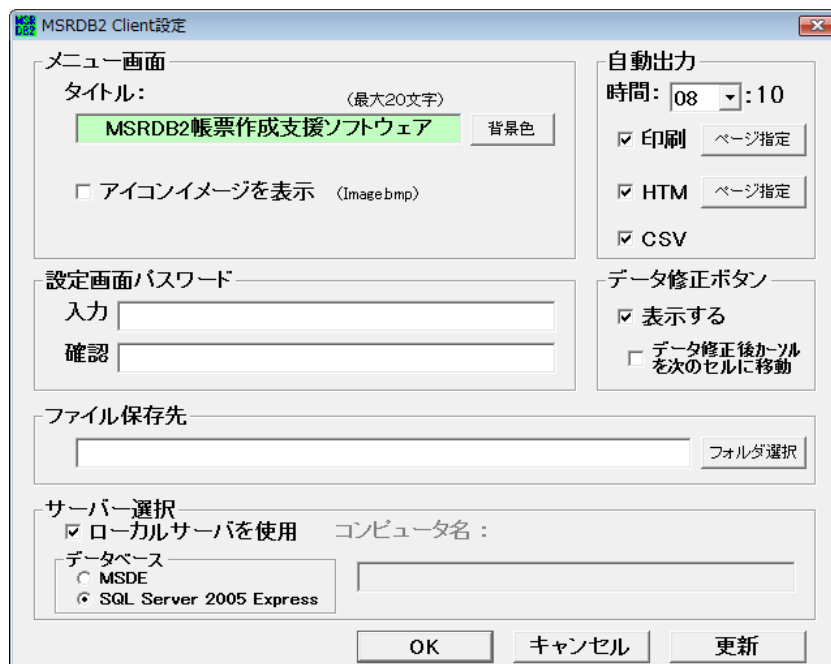 MSR
DB2
MSRDB2 Client設定
メニュー画面
タイトル：
(最大20文字)
MSRDB2帳票作成支援ソフトウェア
背景色
アイコンイメージを表示 (Image.bmp)
自動出力
時間： 08 ：10
印刷 ページ指定
HTM ページ指定
CSV
設定画面パスワード
入力
確認
データ修正ボタン
表示する
データ修正後カーソル
を次のセルに移動
ファイル保存先
フォルダ選択
サーバー選択
ローカルサーバを使用
コンピュータ名 ：
データベース
MSDE
SQL Server 2005 Express
OK
キャンセル
更新